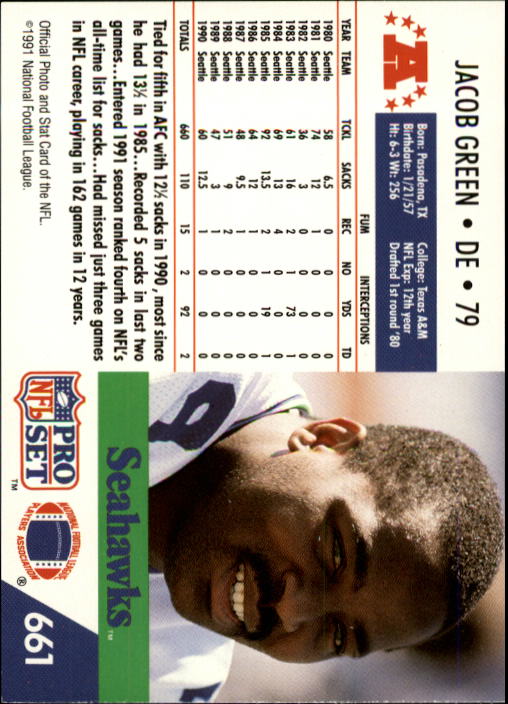 JACOB GREEN • DE • 79
A
Born: Pasadena, TX College: Texas A&M
Birthdate: 1/21/57 NFL Exp: 12th year
Ht: 6-3 Wt: 256 Drafted 1st round '80
FUM INTERCEPTIONS
YEAR TEAM TCKL SACKS REC NO YDS TD
1980 Seattle 58 6.5 0 0 0 0
1981 Seattle 74 12 1 0 0 0
1982 Seattle 36 3 0 0 0 0
1983 Seattle 61 16 2 1 73 1
1984 Seattle 69 13 4 0 0 0
1985 Seattle 92 13.5 2 1 19 1
1986 Seattle 64 12 1 0 0 0
1987 Seattle 48 9.5 1 0 0 0
1988 Seattle 51 9 2 0 0 0
1989 Seattle 47 3 1 0 0 0
1990 Seattle 60 12.5 1 0 0 0
TOTALS 660 110 15 2 92 2
Tied for fifth in AFC with 12½ sacks in 1990, most since
he had 13½ in 1985...Recorded 5 sacks in last two
games...Entered 1991 season ranked fourth on NFL's
all-time list for sacks...Had missed just three games
in NFL career, playing in 162 games in 12 years.
Official Photo and Stat Card of the NFL.
©1991 National Football League.
Seahawks™
PRO
NFL SET™
NATIONAL FOOTBALL LEAGUE
PLAYERS ASSOCIATION
®
661